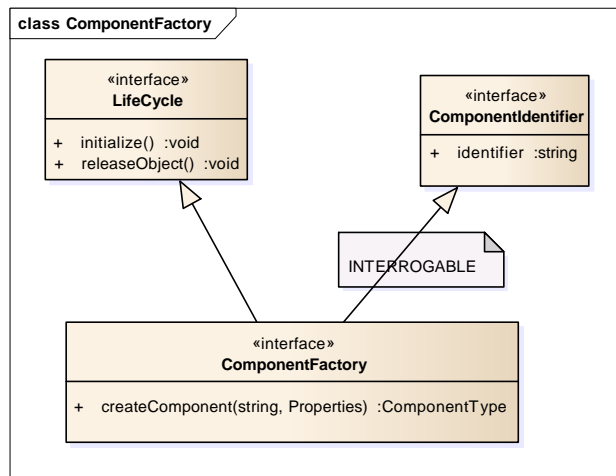 class ComponentFactory
«interface»
LifeCycle
+ initialize() :void
+ releaseObject() :void
«interface»
ComponentIdentifier
+ identifier :string
INTERROGABLE
«interface»
ComponentFactory
+ createComponent(string, Properties) :ComponentType